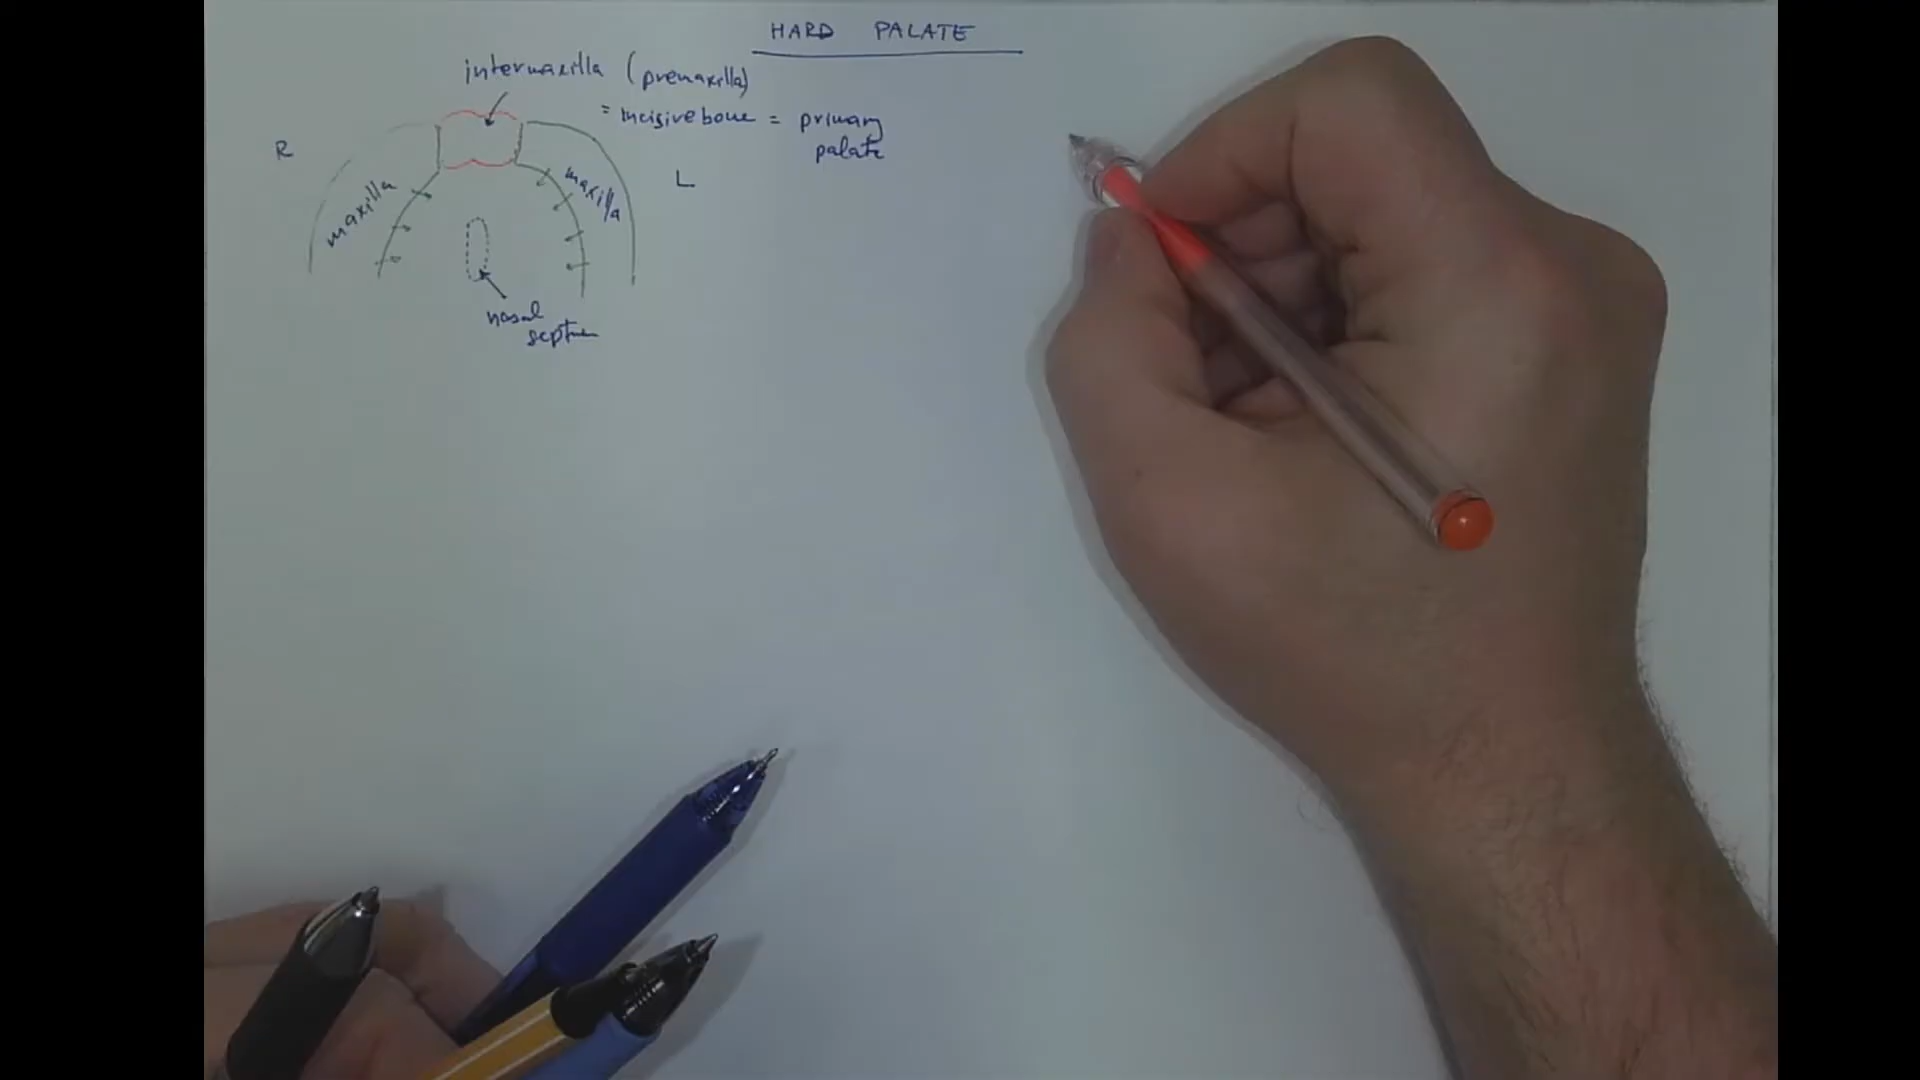 HARD PALATE
intermaxilla (premaxilla)
= incisive bone = primary
palate
R
L
maxilla
maxilla
nasal
septum